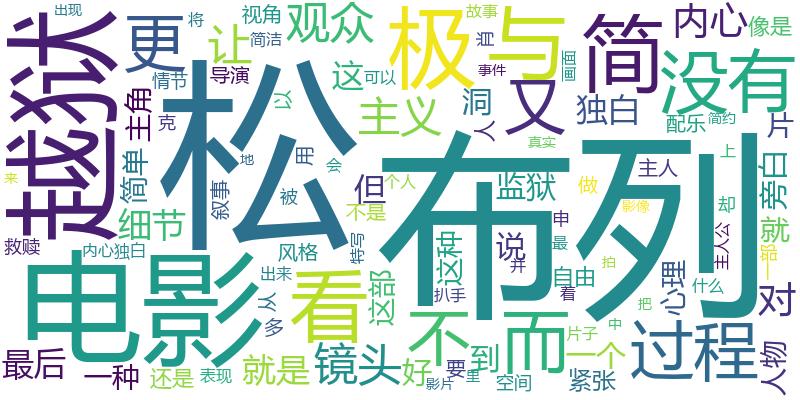 越狱
松
布列
电影
极
与
简
没有
更
让
观众
这
可以
视角
简洁
将
出现
故事
事件
狙
画面
内心
像是
主义
又
洞
人
独白
配乐
简约
片
情节
导演
以
主角
克
简单
细节
叙事
地
用
被
会
但
不是
个人
监狱
真实
做
主人
影像
上
却
旁白
就
一部
主人公
来
救赎
内心独白
风格
特写
出来
从
多
看
这部
这种
说
并
申
最
扒手
着
自由
拍
什么
把
心理
对
人物
过程
不
而
最后
一种
还是
表现
就是
镜头
好
影片
要
里
到
空间
片子
中
一个
紧张